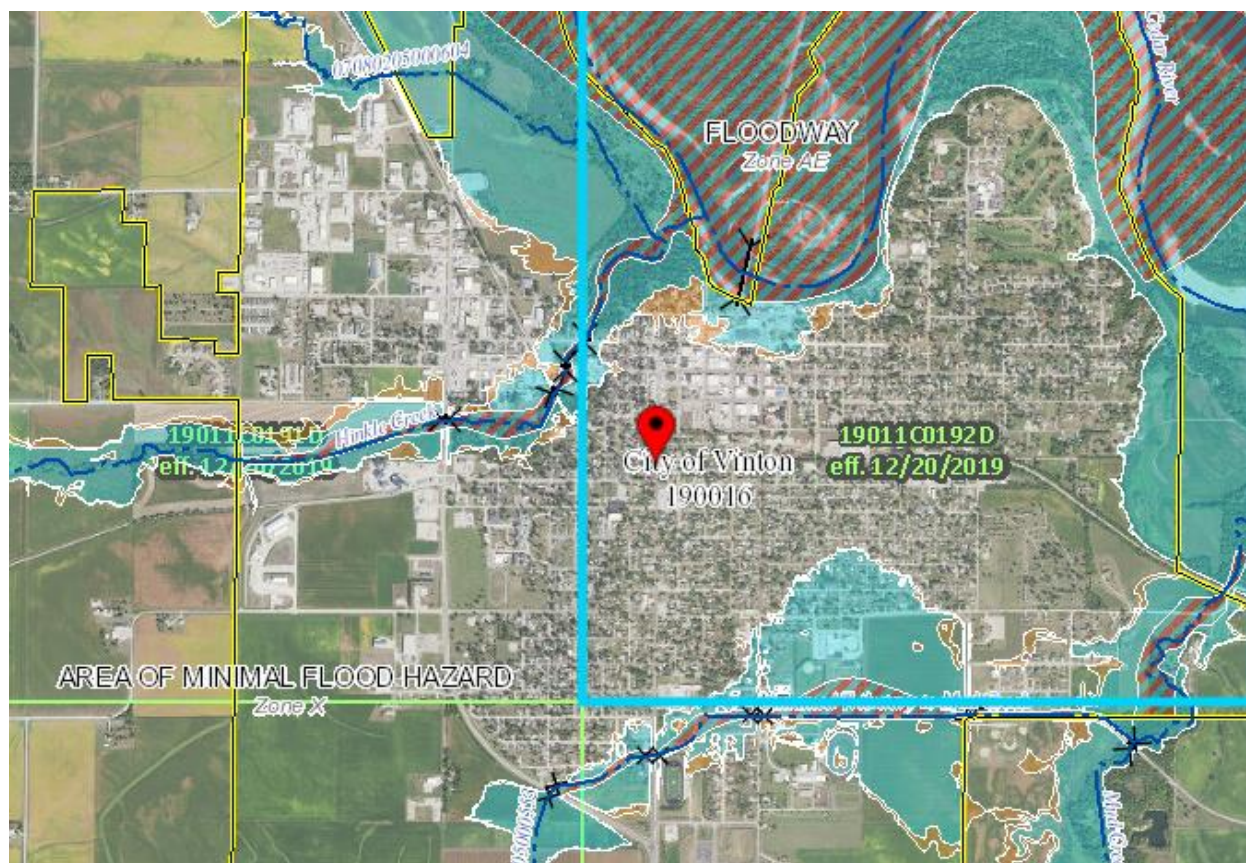 07080205000604
Cedar River
FLOODWAY
Zone AE
Hinkle Creek
19011C0191D
eff. 12/20/2019
City of Vinton
190016
19011C0192D
eff. 12/20/2019
AREA OF MINIMAL FLOOD HAZARD
Zone X